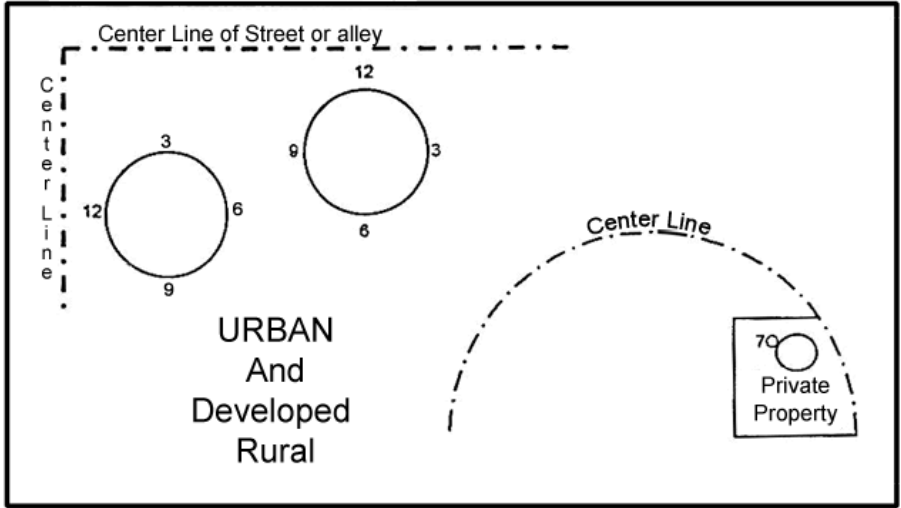 Center Line of Street or alley
Center Line
12
9
3
6
3
12
6
9
Center Line
URBAN
And
Developed
Rural
7
Private
Property